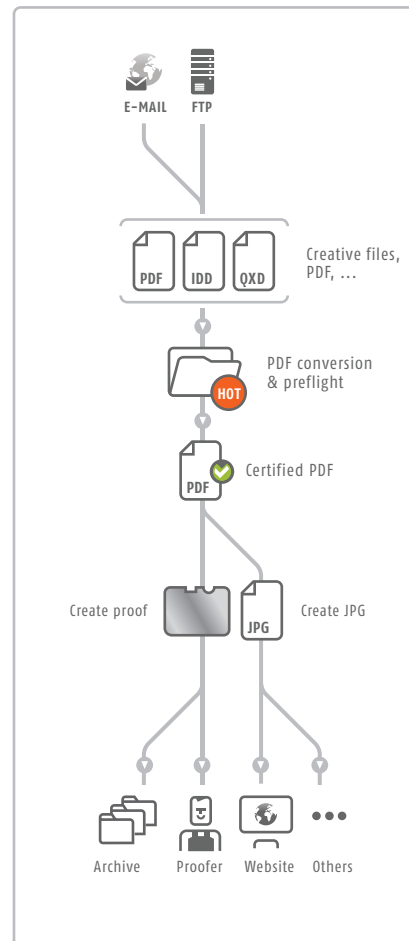 E-MAIL FTP
PDF IDD QXD
Creative files,
PDF, ...
HOT
PDF conversion
& preflight
PDF
Certified PDF
Create proof
JPG
Create JPG
Archive Proofer Website Others